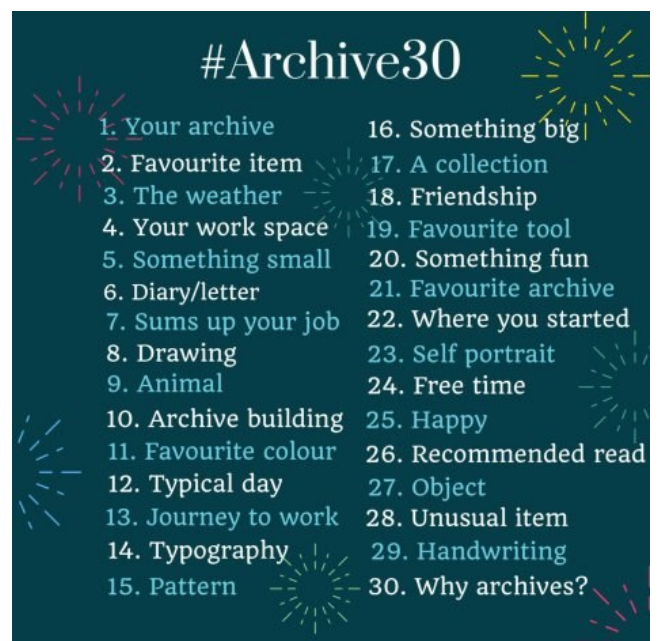 #Archive30
1. Your archive
2. Favourite item
3. The weather
4. Your work space
5. Something small
6. Diary/letter
7. Sums up your job
8. Drawing
9. Animal
10. Archive building
11. Favourite colour
12. Typical day
13. Journey to work
14. Typography
15. Pattern
16. Something big
17. A collection
18. Friendship
19. Favourite tool
20. Something fun
21. Favourite archive
22. Where you started
23. Self portrait
24. Free time
25. Happy
26. Recommended read
27. Object
28. Unusual item
29. Handwriting
30. Why archives?